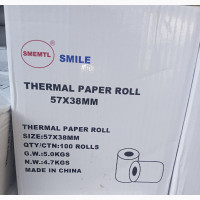 SMEMTL
SMILE
THERMAL PAPER ROLL
57X38MM
THERMAL PAPER ROLL
SIZE:57X38MM
QTY/CTN:100 ROLLS
G.W.:5.0KGS
N.W.:4.7KGS
MADE IN CHINA